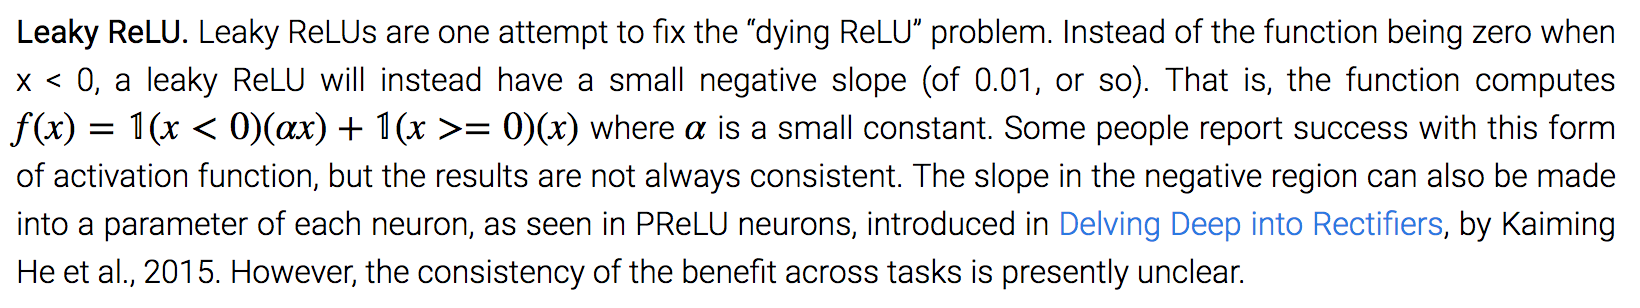 Leaky ReLU. Leaky ReLUs are one attempt to fix the “dying ReLU” problem. Instead of the function being zero when
x < 0, a leaky ReLU will instead have a small negative slope (of 0.01, or so). That is, the function computes
f(x) = 𝟙(x < 0)(αx) + 𝟙(x >= 0)(x) where α is a small constant. Some people report success with this form
of activation function, but the results are not always consistent. The slope in the negative region can also be made
into a parameter of each neuron, as seen in PReLU neurons, introduced in Delving Deep into Rectifiers, by Kaiming
He et al., 2015. However, the consistency of the benefit across tasks is presently unclear.